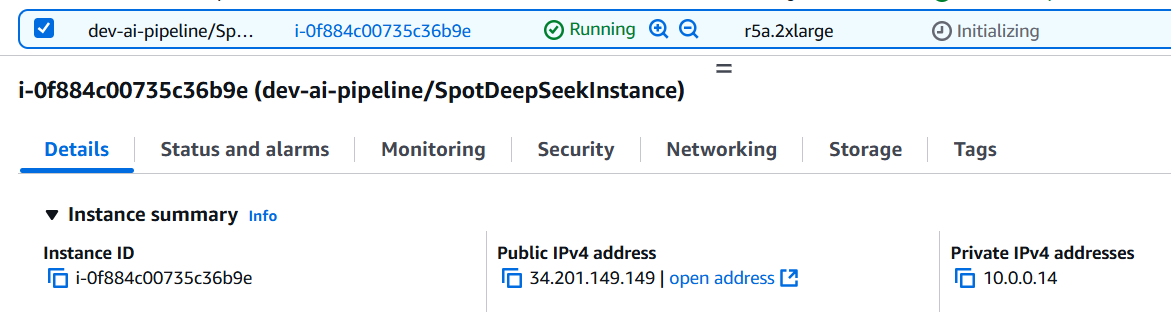 dev-ai-pipeline/Sp... i-0f884c00735c36b9e Running r5a.2xlarge Initializing
i-0f884c00735c36b9e (dev-ai-pipeline/SpotDeepSeekInstance)
Details Status and alarms Monitoring Security Networking Storage Tags
Instance summary Info
Instance ID Public IPv4 address Private IPv4 addresses
i-0f884c00735c36b9e 34.201.149.149 | open address 10.0.0.14